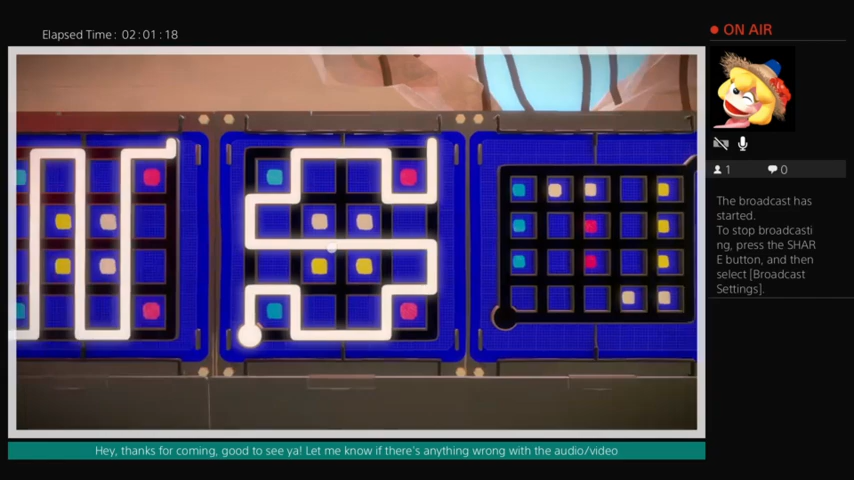 Elapsed Time: 02:01:18
ON AIR
1
0
The broadcast has
started.
To stop broadcasti
ng, press the SHAR
E button, and then
select [Broadcast
Settings].
Hey, thanks for coming, good to see ya! Let me know if there's anything wrong with the audio/video